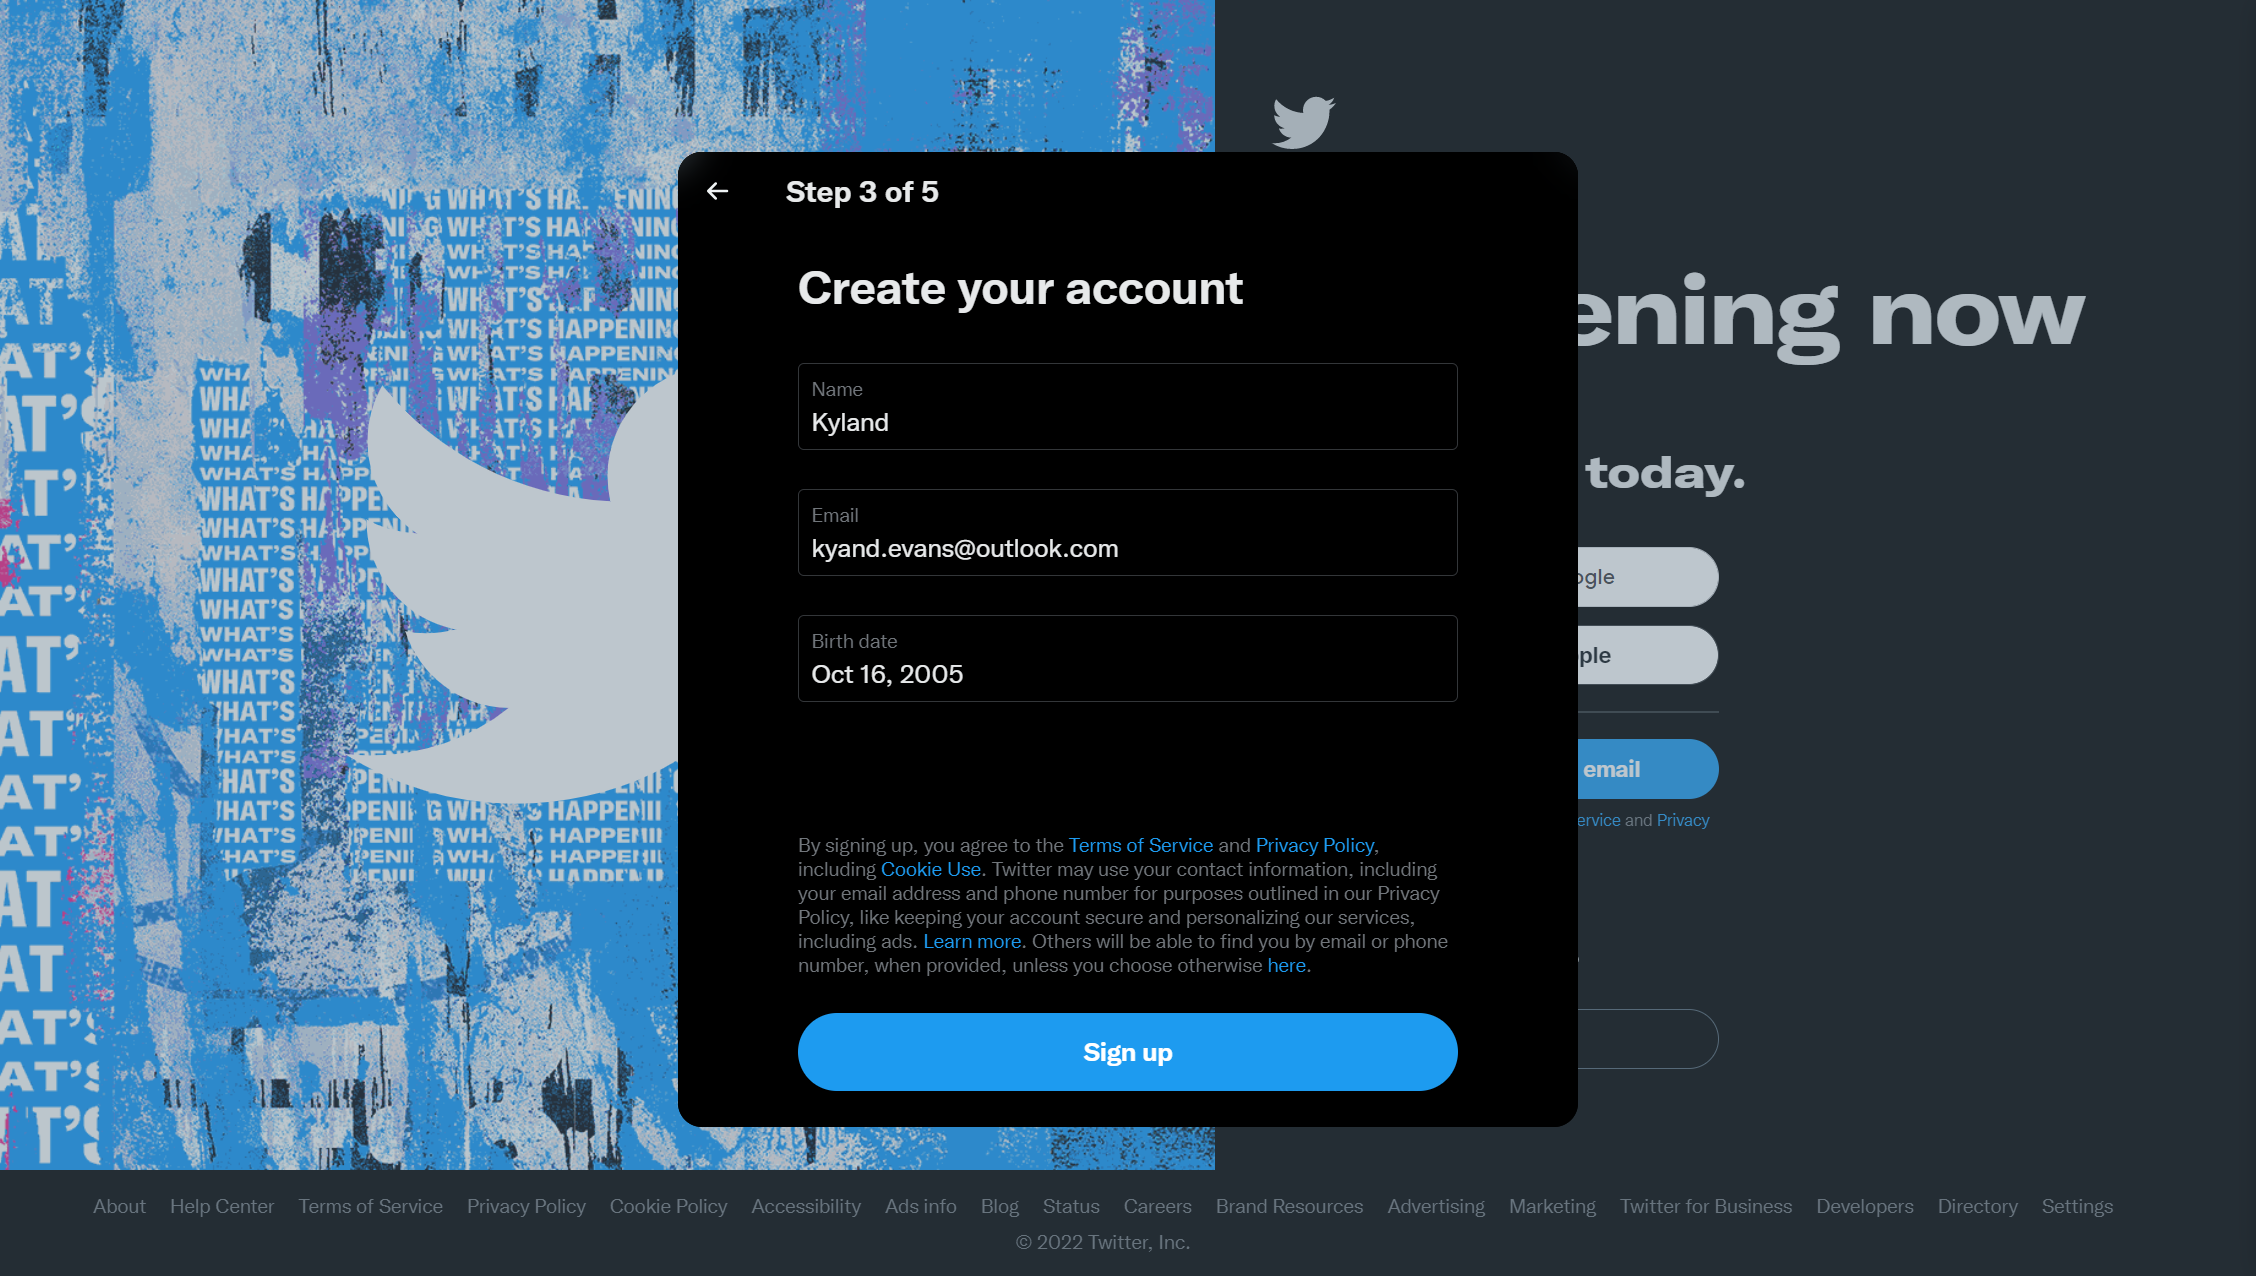 Step 3 of 5
Create your account
Name
Kyland
Email
kyand.evans@outlook.com
Birth date
Oct 16, 2005
By signing up, you agree to the Terms of Service and Privacy Policy,
including Cookie Use. Twitter may use your contact information, including
your email address and phone number for purposes outlined in our Privacy
Policy, like keeping your account secure and personalizing our services,
including ads. Learn more. Others will be able to find you by email or phone
number, when provided, unless you choose otherwise here.
Sign up
ening now
today.
ogle
ple
email
ervice and Privacy
About Help Center Terms of Service Privacy Policy Cookie Policy Accessibility Ads info Blog Status Careers Brand Resources Advertising Marketing Twitter for Business Developers Directory Settings
© 2022 Twitter, Inc.